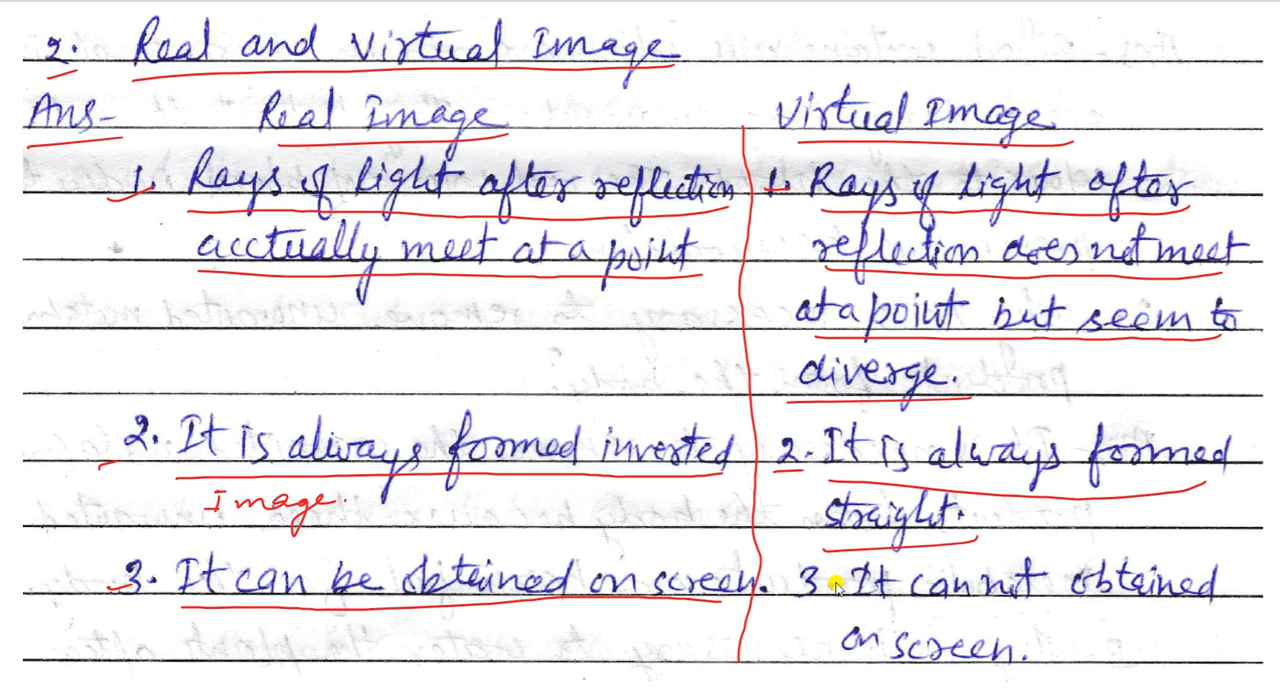 2. Real and Virtual Image
Ans- Real Image Virtual Image
1. Rays of light after reflection
acctually meet at a point
2. It is always formed inverted
Image.
3. It can be obtained on screen.
1. Rays of light after
reflection does not meet
at a point but seem to
diverge.
2. It is always formed
straight.
3. It can not obtained
on screen.